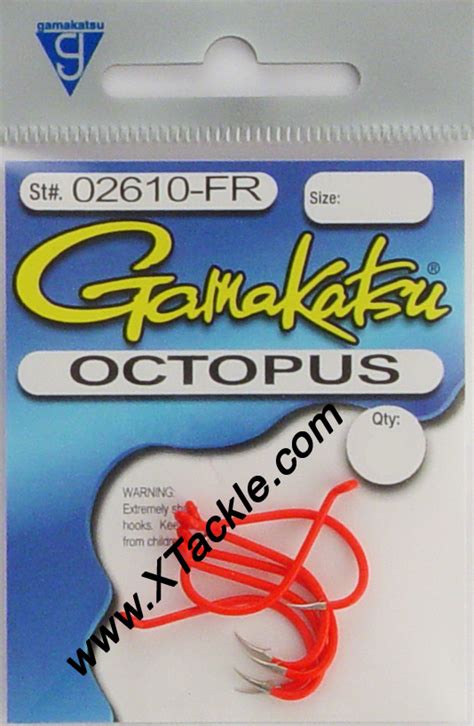 gamakatsu
St#. 02610-FR
Size:
Gamakatsu®
OCTOPUS
Qty:
WARNING:
Extremely
hooks.
from
www.XTackle.com